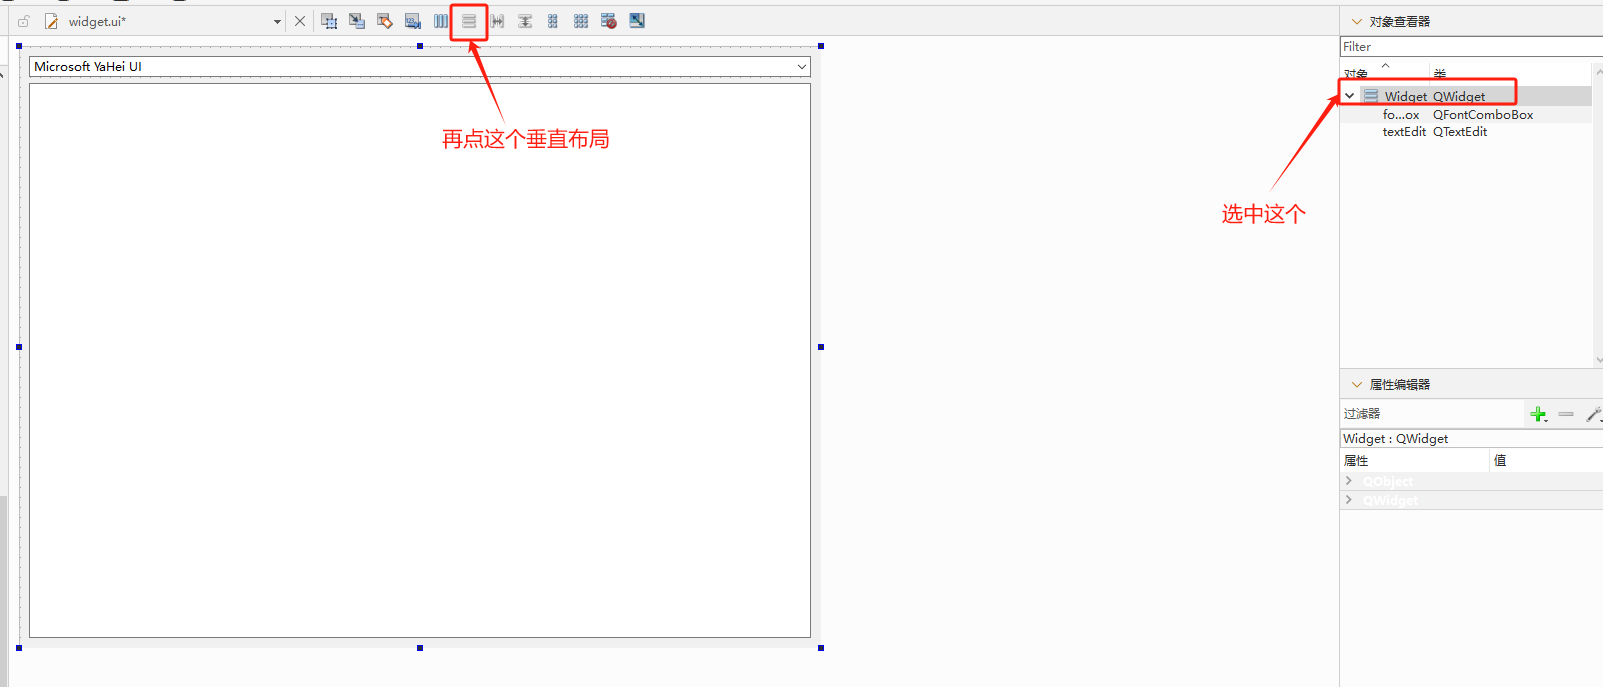 widget.ui*
对象查看器
Filter
对象 类
Widget QWidget
fo...ox QFontComboBox
textEdit QTextEdit
Microsoft YaHei UI
再点这个垂直布局
选中这个
属性编辑器
过滤器
Widget : QWidget
属性 值
QObject
QWidget